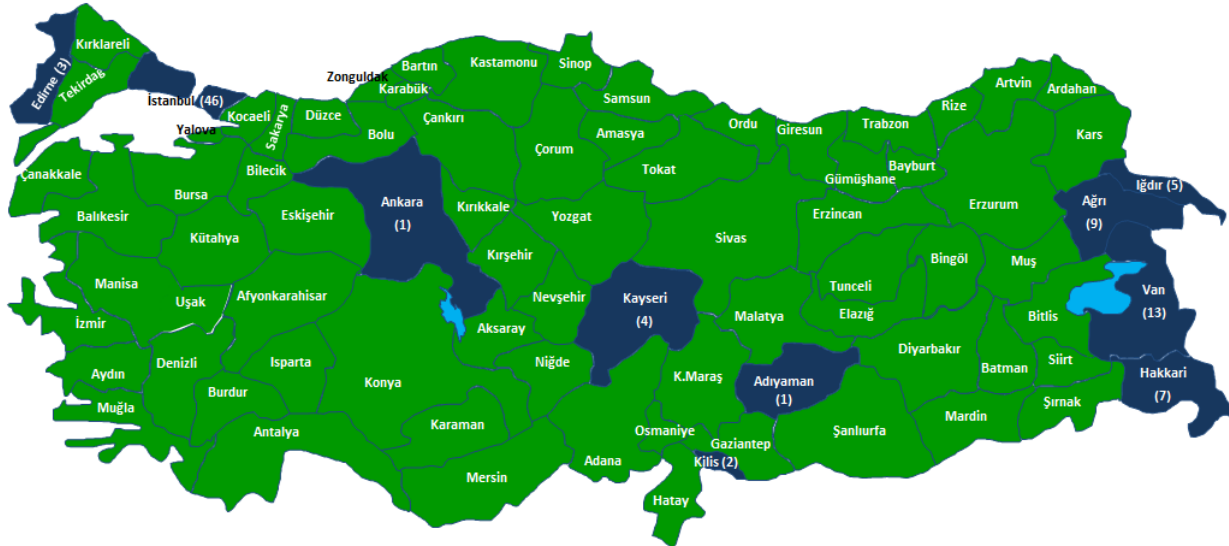 Kırklareli
Edirne (3)
Tekirdağ
İstanbul (46)
Kocaeli
Yalova
Sakarya
Düzce
Zonguldak
Bartın
Karabük
Kastamonu
Sinop
Samsun
Bolu
Çankırı
Çorum
Amasya
Tokat
Ordu
Giresun
Trabzon
Rize
Artvin
Ardahan
Kars
Gümüşhane
Bayburt
Iğdır (5)
Ağrı
(9)
Erzurum
Erzincan
Çanakkale
Balıkesir
Bursa
Bilecik
Kütahya
Eskişehir
Ankara
(1)
Kırıkkale
Yozgat
Kırşehir
Sivas
Tunceli
Bingöl
Muş
Van
(13)
Bitlis
Elazığ
Malatya
Kayseri
(4)
Nevşehir
Aksaray
Niğde
Manisa
Uşak
Afyonkarahisar
İzmir
Aydın
Denizli
Isparta
Burdur
Muğla
Antalya
Konya
Karaman
Mersin
Adana
K.Maraş
Osmaniye
Adıyaman
(1)
Gaziantep
Kilis (2)
Hatay
Şanlıurfa
Diyarbakır
Batman
Siirt
Mardin
Şırnak
Hakkari
(7)